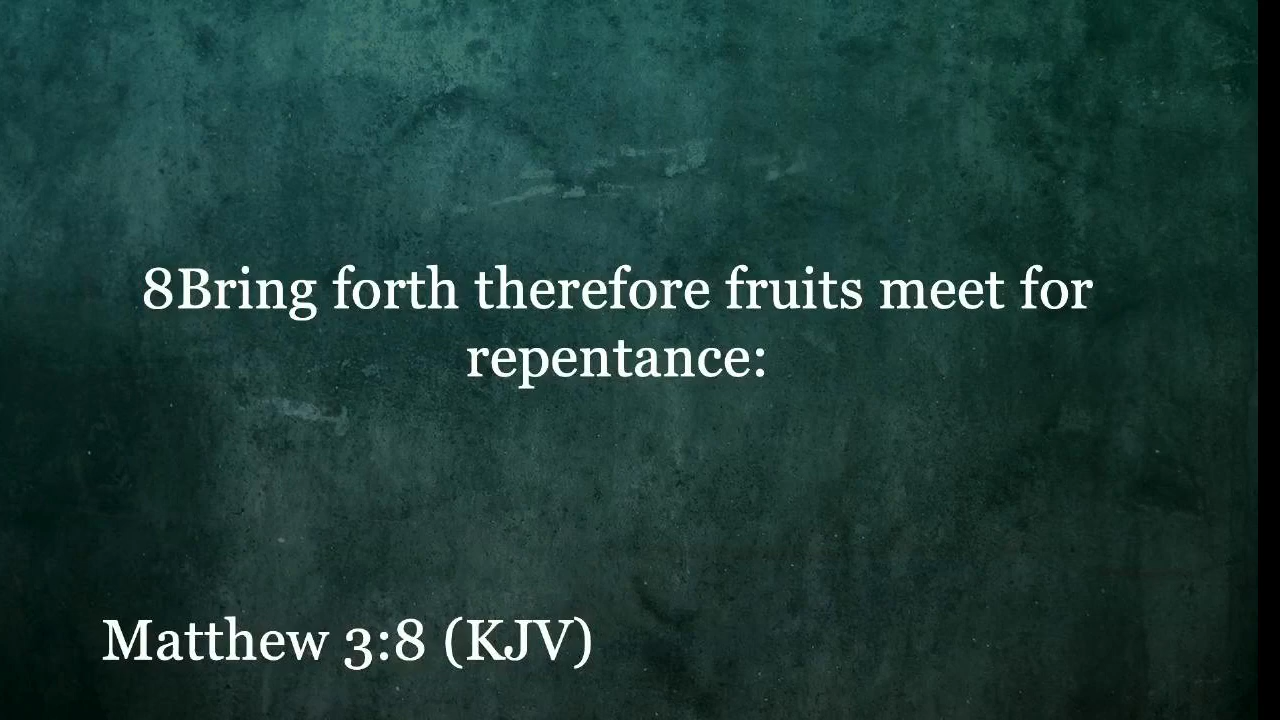 8Bring forth therefore fruits meet for
repentance:
Matthew 3:8 (KJV)